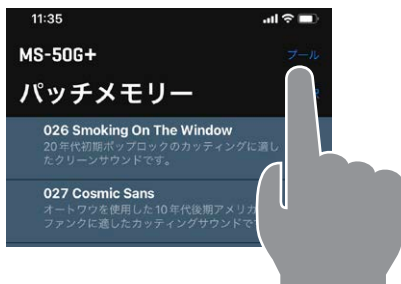 11:35
MS-50G+
プール
パッチメモリー
026 Smoking On The Window
20年代初期ポップロックのカッティングに適し
たクリーンサウンドです。
027 Cosmic Sans
オートワウを使用した10年代後期アメリカ
ファンクに適したカッティングサウンドで